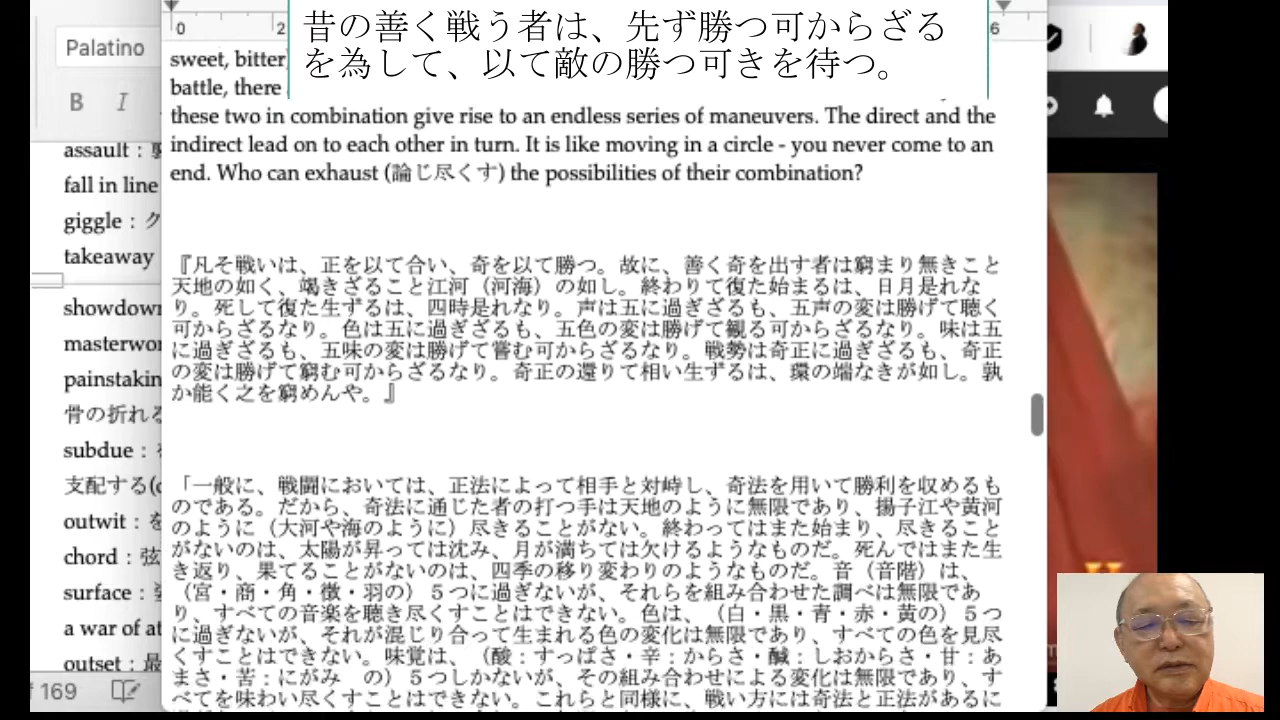 昔の善く戦う者は、先ず勝つ可からざる
を為して、以て敵の勝つ可きを待つ。
0
2
6
Palatino
B I
assault：
fall in line
giggle：ク
takeaway
showdown
masterwor
painstakin
骨の折れる
subdue：
支配する(
outwit：を
chord：弦
surface：
a war of at
outset：最
169
sweet, bitter
battle, there
these two in combination give rise to an endless series of maneuvers. The direct and the
indirect lead on to each other in turn. It is like moving in a circle - you never come to an
end. Who can exhaust (論じ尽くす) the possibilities of their combination?
『凡そ戦いは、正を以て合い、奇を以て勝つ。故に、善く奇を出す者は窮まり無きこと
天地の如く、竭きざること江河（河海）の如し。終わりて復た始まるは、日月是れな
り。死して復た生ずるは、四時是れなり。声は五に過ぎざるも、五声の変は勝げて聴く
可からざるなり。色は五に過ぎざるも、五色の変は勝げて観る可からざるなり。味は五
に過ぎざるも、五味の変は勝げて嘗む可からざるなり。戦勢は奇正に過ぎざるも、奇正
の変は勝げて窮む可からざるなり。奇正の還りて相い生ずるは、環の端なきが如し。孰
か能く之を窮めんや。』
「一般に、戦闘においては、正法によって相手と対峙し、奇法を用いて勝利を収めるも
のである。だから、奇法に通じた者の打つ手は天地のように無限であり、揚子江や黄河
のように（大河や海のように）尽きることがない。終わってはまた始まり、尽きること
がないのは、太陽が昇っては沈み、月が満ちては欠けるようなものだ。死んではまた生
き返り、果てることがないのは、四季の移り変わりのようなものだ。音（音階）は、
（宮・商・角・徴・羽の）５つに過ぎないが、それらを組み合わせた調べは無限であ
り、すべての音楽を聴き尽くすことはできない。色は、（白・黒・青・赤・黄の）５つ
に過ぎないが、それが混じり合って生まれる色の変化は無限であり、すべての色を見尽
くすことはできない。味覚は、（酸：すっぱさ・辛：からさ・醎：しおからさ・甘：あ
まさ・苦：にがみ　の）５つしかないが、その組み合わせによる変化は無限であり、す
べてを味わい尽くすことはできない。これらと同様に、戦い方には奇法と正法があるに